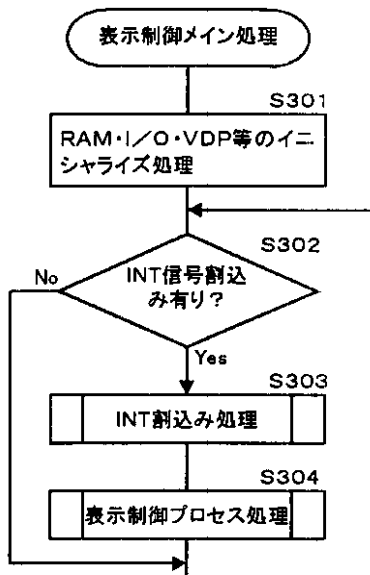 表示制御メイン処理
S301
RAM・I/O・VDP等のイニ
シャライズ処理
S302
INT信号割込
み有り?
No
Yes
S303
INT割込み処理
S304
表示制御プロセス処理